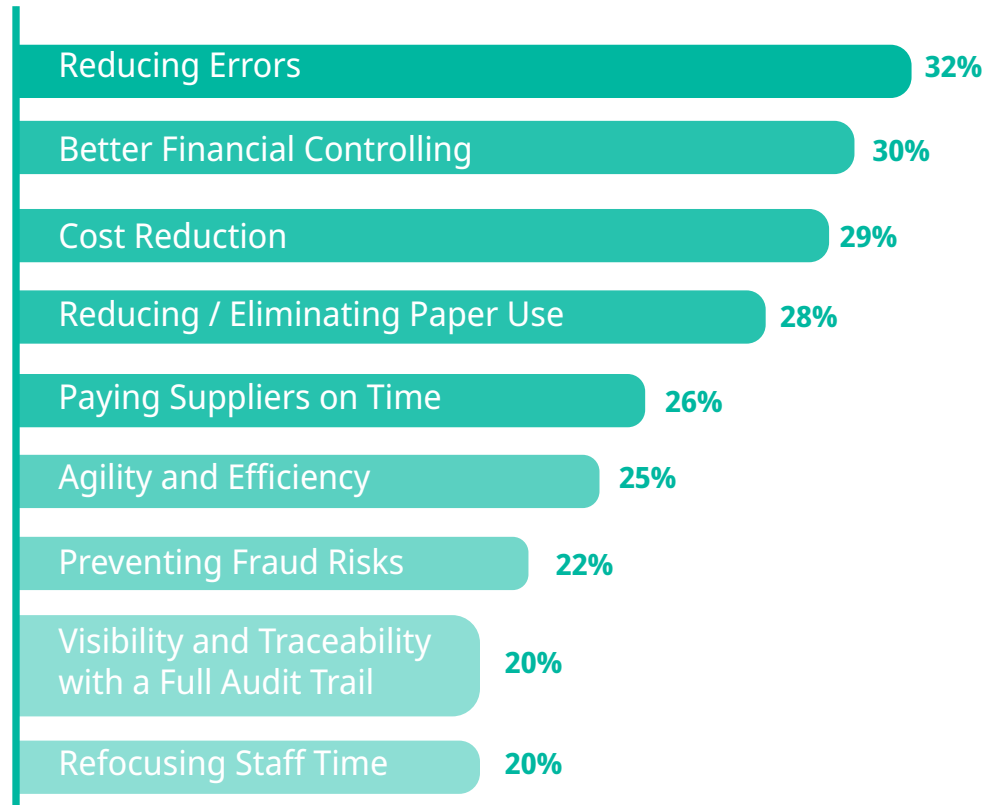 Reducing Errors 32%
Better Financial Controlling 30%
Cost Reduction 29%
Reducing / Eliminating Paper Use 28%
Paying Suppliers on Time 26%
Agility and Efficiency 25%
Preventing Fraud Risks 22%
Visibility and Traceability
with a Full Audit Trail 20%
Refocusing Staff Time 20%